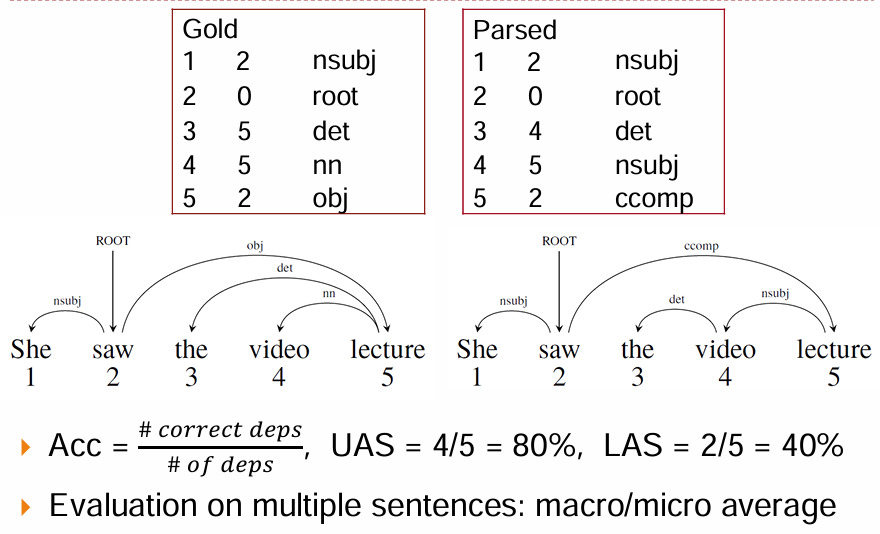 Gold
1 2 nsubj
2 0 root
3 5 det
4 5 nn
5 2 obj
Parsed
1 2 nsubj
2 0 root
3 4 det
4 5 nsubj
5 2 ccomp
ROOT
obj
det
nsubj
nn
She saw the video lecture
1 2 3 4 5
ROOT
ccomp
nsubj
det
nsubj
She saw the video lecture
1 2 3 4 5
Acc = # correct deps / # of deps, UAS = 4/5 = 80%, LAS = 2/5 = 40%
Evaluation on multiple sentences: macro/micro average